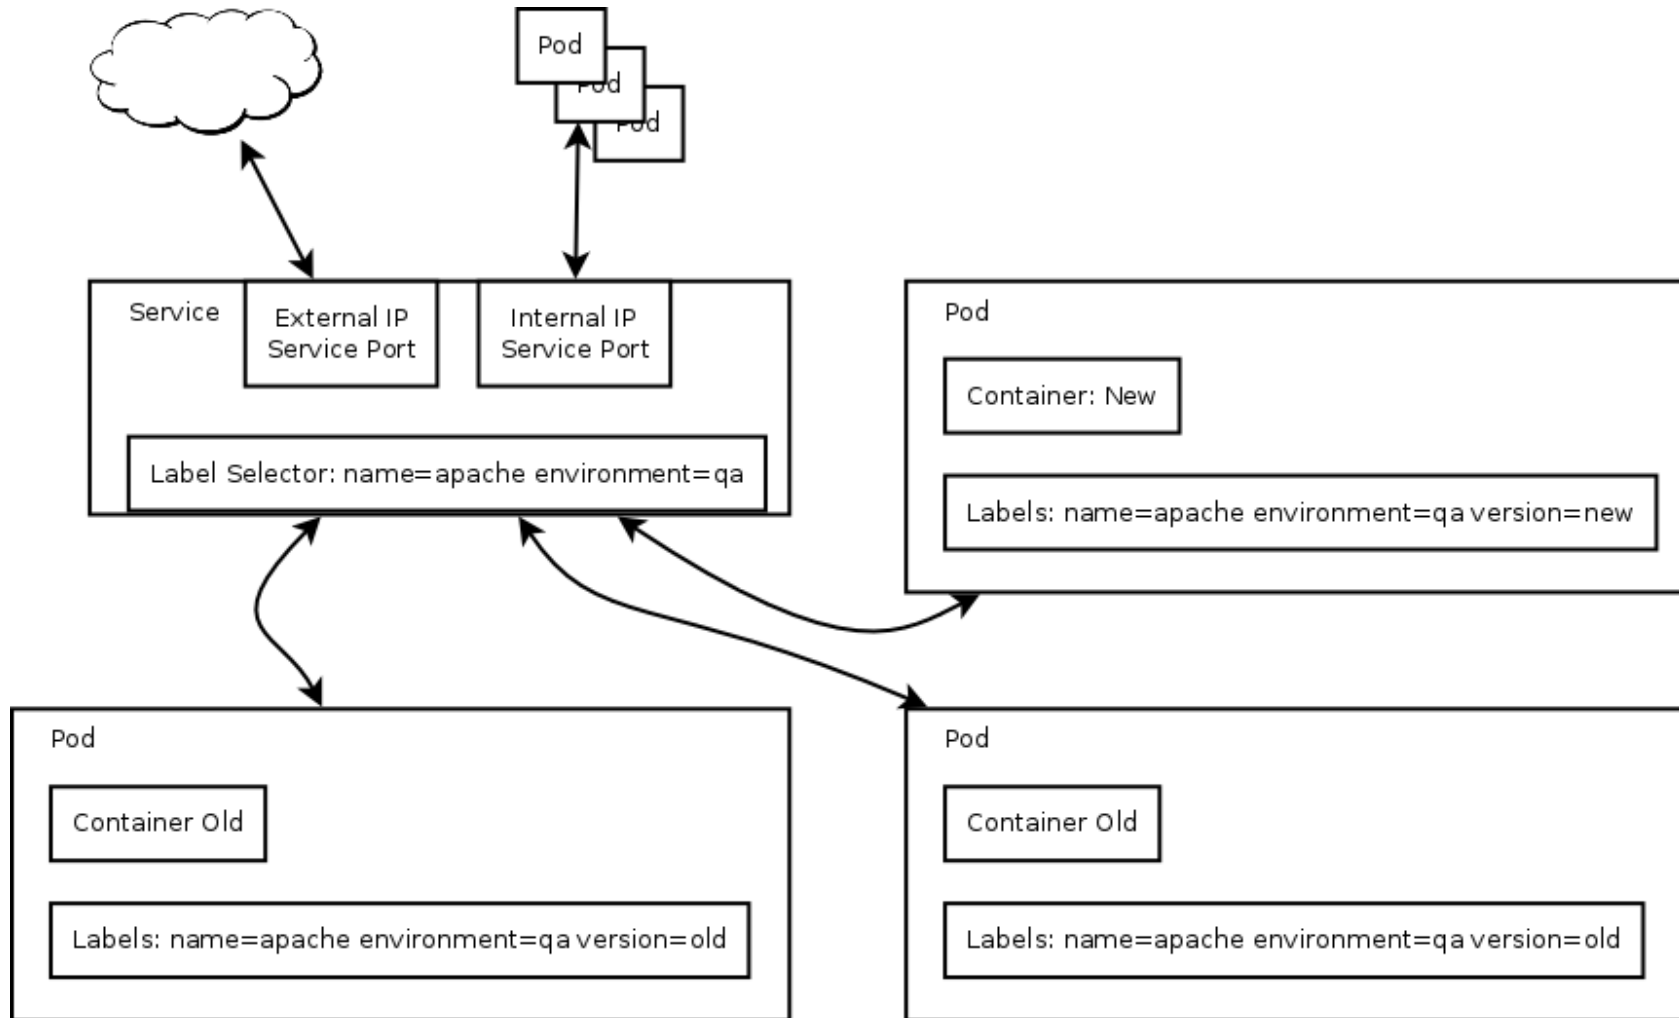 Pod
Pod
Pod
Service
External IP
Service Port
Internal IP
Service Port
Label Selector: name=apache environment=qa
Pod
Container: New
Labels: name=apache environment=qa version=new
Pod
Container Old
Labels: name=apache environment=qa version=old
Pod
Container Old
Labels: name=apache environment=qa version=old